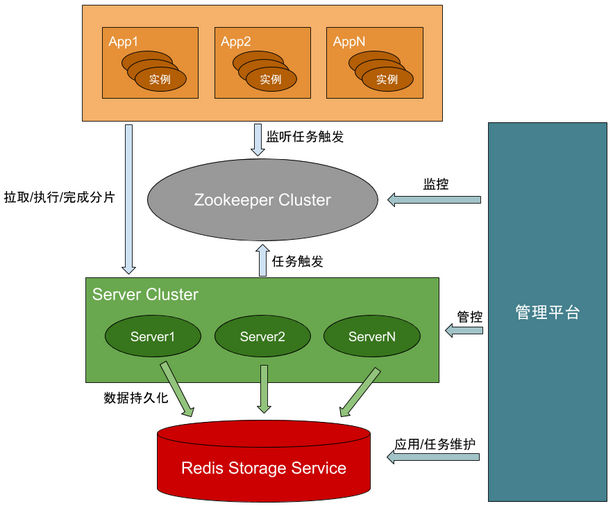 App1
App2
AppN
实例
实例
实例
监听任务触发
拉取/执行/完成分片
Zookeeper Cluster
监控
任务触发
Server Cluster
Server1
Server2
ServerN
管控
管理平台
数据持久化
Redis Storage Service
应用/任务维护